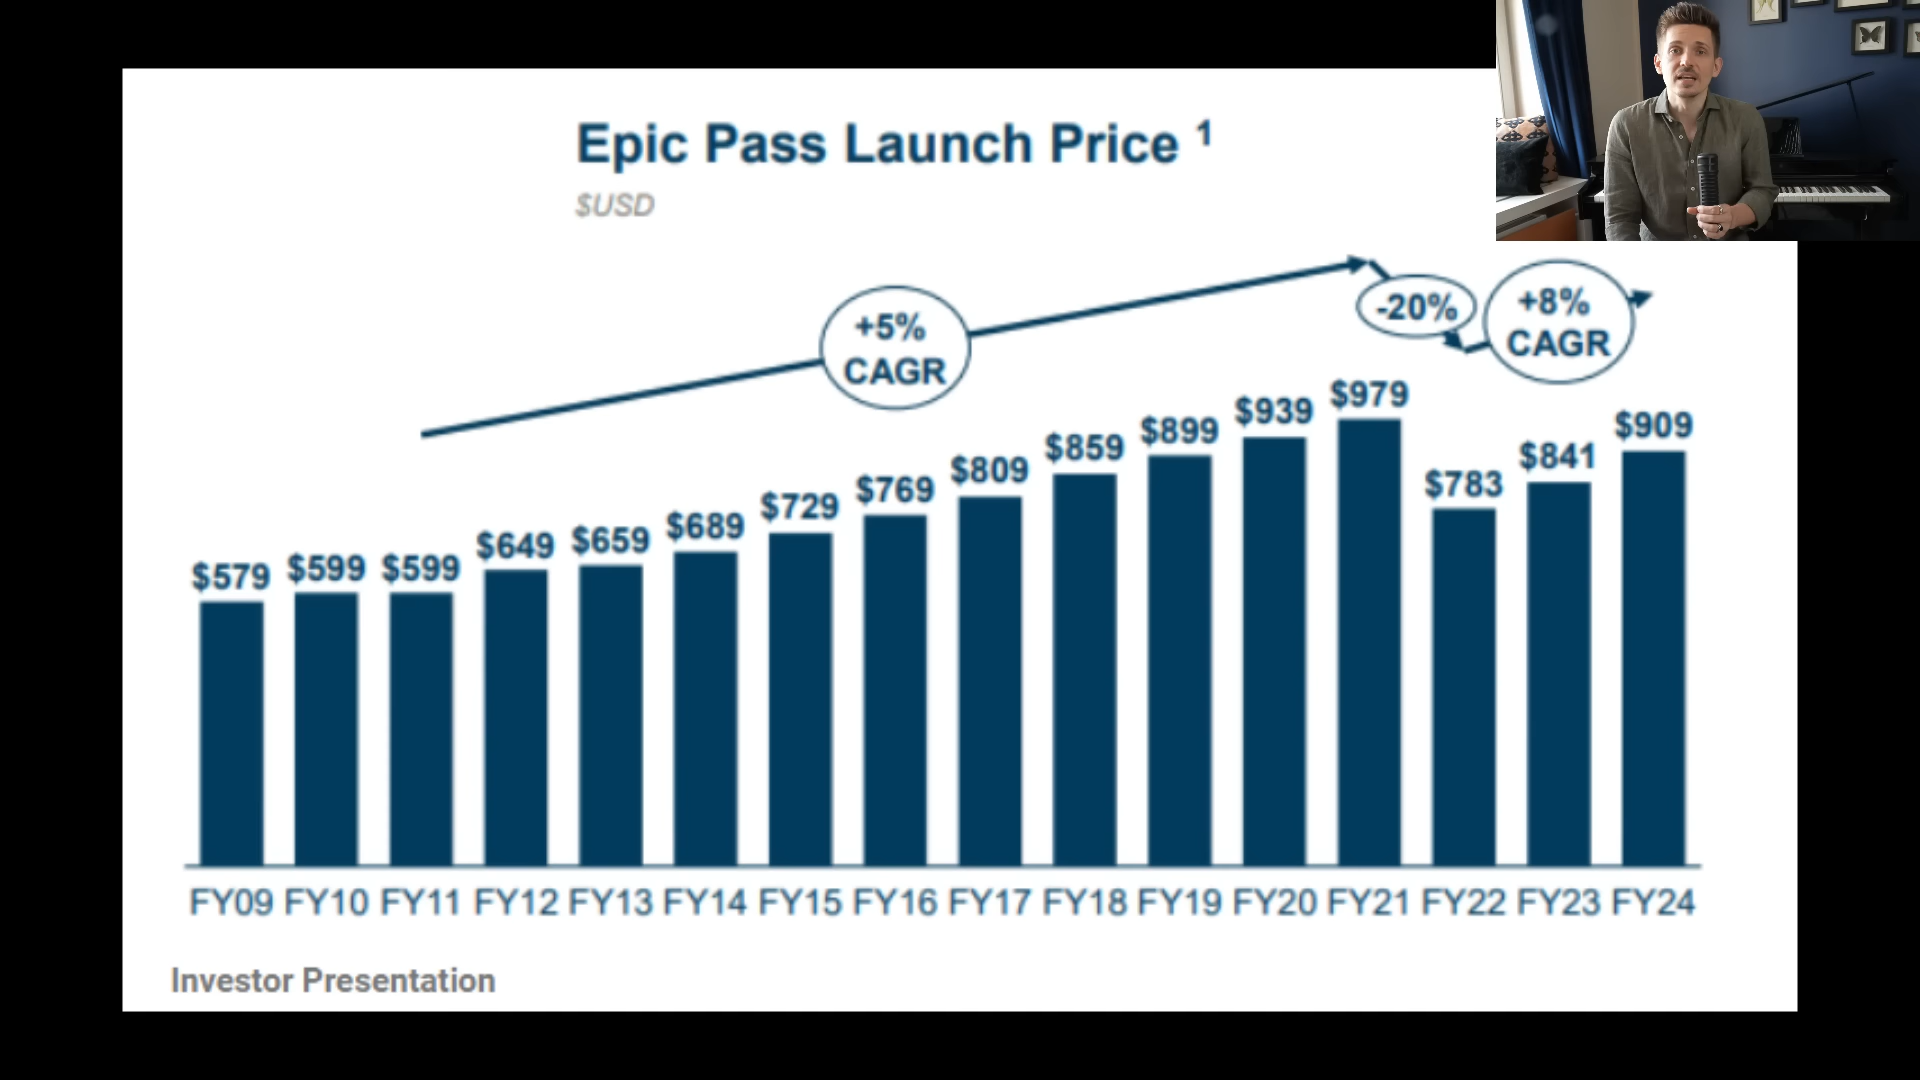 Epic Pass Launch Price 1
$USD
+5%
CAGR
-20%
+8%
CAGR
$579 $599 $599 $649 $659 $689 $729 $769 $809 $859 $899 $939 $979 $783 $841 $909
FY09 FY10 FY11 FY12 FY13 FY14 FY15 FY16 FY17 FY18 FY19 FY20 FY21 FY22 FY23 FY24
Investor Presentation